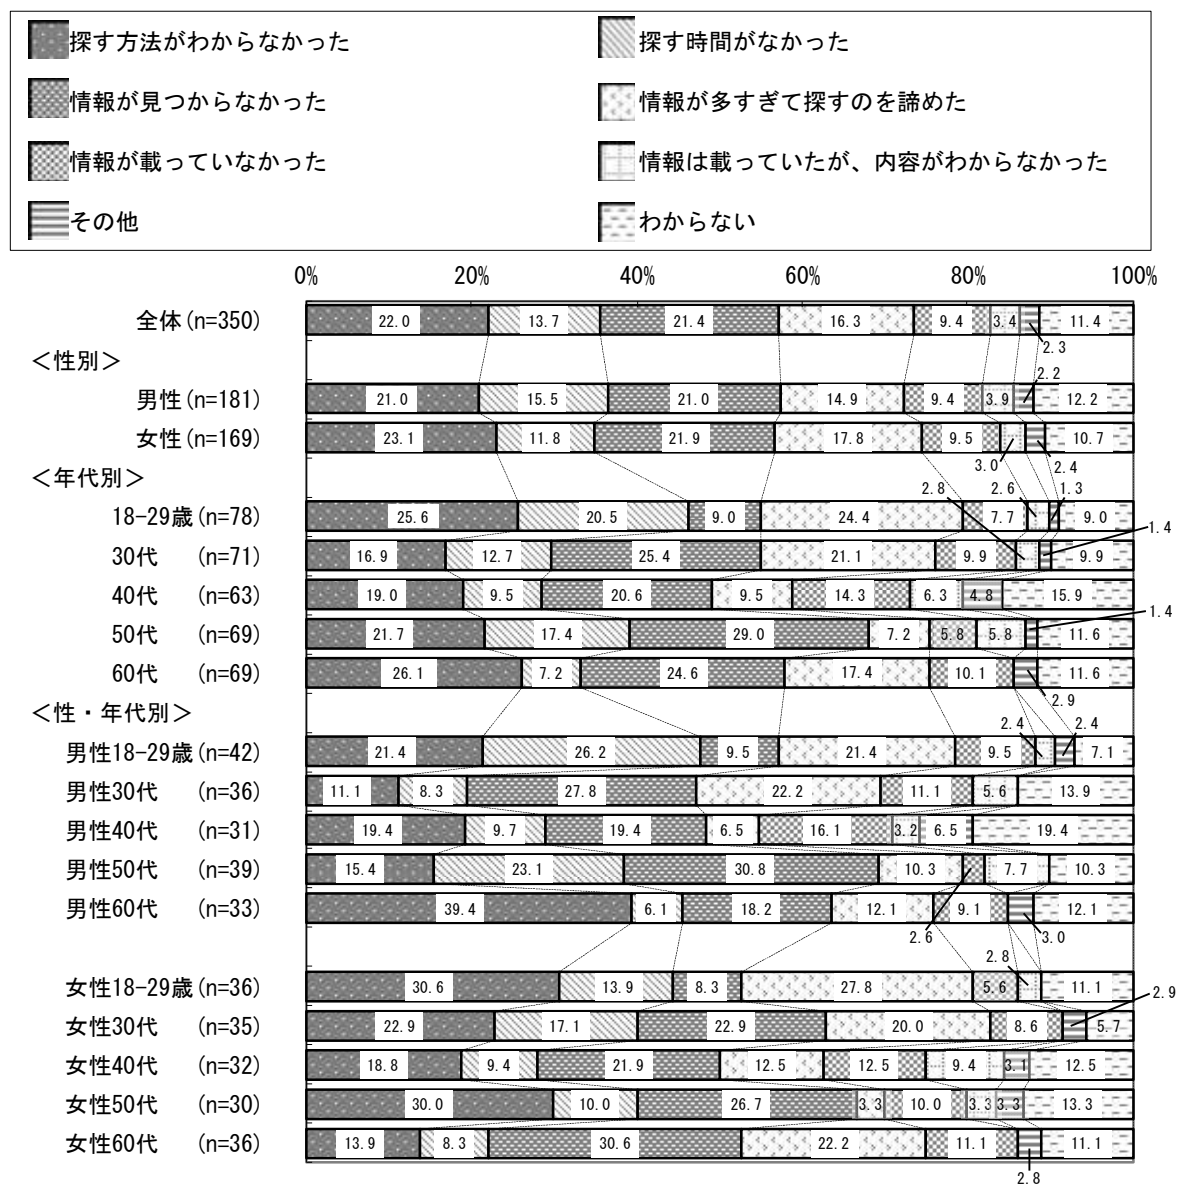 探す方法がわからなかった 探す時間がなかった
情報が見つからなかった 情報が多すぎて探すのを諦めた
情報が載っていなかった 情報は載っていたが、内容がわからなかった
その他 わからない
0% 20% 40% 60% 80% 100%
全体(n=350) 22.0 13.7 21.4 16.3 9.4 3.4 2.3 11.4
＜性別＞
男性(n=181) 21.0 15.5 21.0 14.9 9.4 3.9 2.2 12.2
女性(n=169) 23.1 11.8 21.9 17.8 9.5 3.0 2.4 10.7
＜年代別＞
18-29歳(n=78) 25.6 20.5 9.0 24.4 7.7 2.6 1.3 9.0
30代 (n=71) 16.9 12.7 25.4 21.1 9.9 2.8 1.4 9.9
40代 (n=63) 19.0 9.5 20.6 9.5 14.3 6.3 4.8 15.9
50代 (n=69) 21.7 17.4 29.0 7.2 5.8 5.8 1.4 11.6
60代 (n=69) 26.1 7.2 24.6 17.4 10.1 2.9 11.6
＜性・年代別＞
男性18-29歳(n=42) 21.4 26.2 9.5 21.4 9.5 2.4 2.4 7.1
男性30代 (n=36) 11.1 8.3 27.8 22.2 11.1 5.6 13.9
男性40代 (n=31) 19.4 9.7 19.4 6.5 16.1 3.2 6.5 19.4
男性50代 (n=39) 15.4 23.1 30.8 10.3 2.6 7.7 10.3
男性60代 (n=33) 39.4 6.1 18.2 12.1 9.1 3.0 12.1
女性18-29歳(n=36) 30.6 13.9 8.3 27.8 5.6 2.8 11.1
女性30代 (n=35) 22.9 17.1 22.9 20.0 8.6 2.9 5.7
女性40代 (n=32) 18.8 9.4 21.9 12.5 12.5 9.4 3.1 12.5
女性50代 (n=30) 30.0 10.0 26.7 3.3 10.0 3.3 3.3 13.3
女性60代 (n=36) 13.9 8.3 30.6 22.2 11.1 2.8 11.1